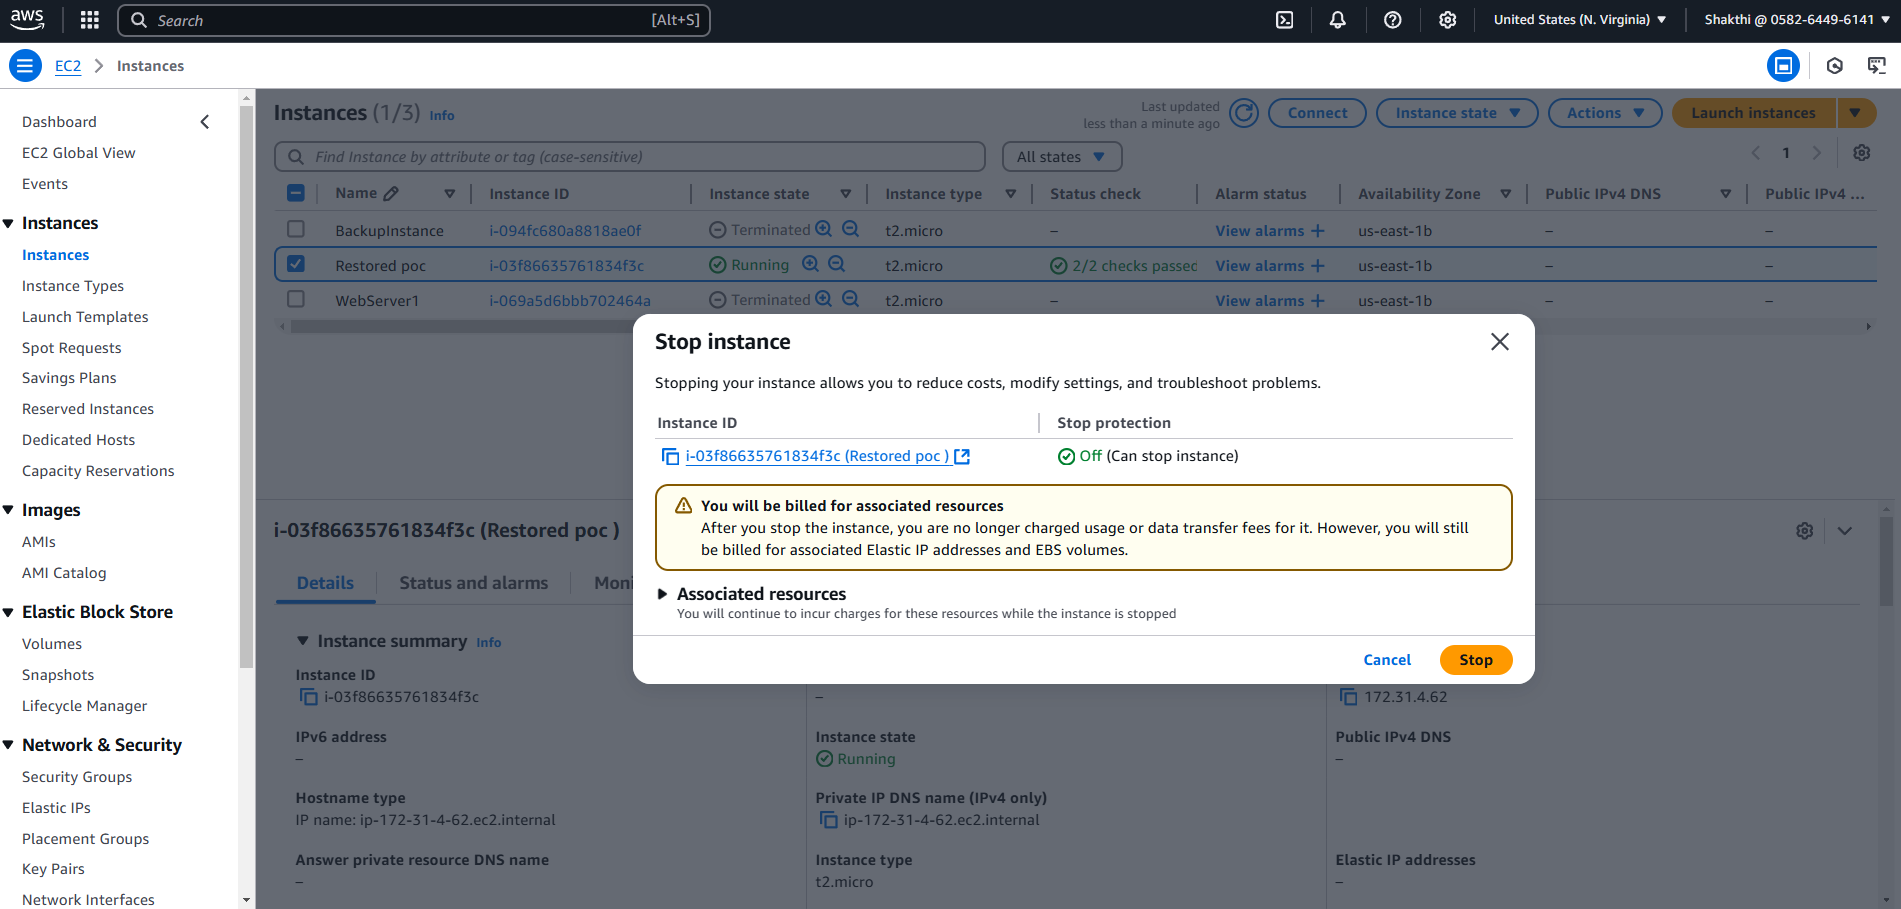 aws
Search
[Alt+S]
United States (N. Virginia)
Shakthi @ 0582-6449-6141
EC2
Instances
Dashboard
EC2 Global View
Events
Instances
Instances
Instance Types
Launch Templates
Spot Requests
Savings Plans
Reserved Instances
Dedicated Hosts
Capacity Reservations
Images
AMIs
AMI Catalog
Elastic Block Store
Volumes
Snapshots
Lifecycle Manager
Network & Security
Security Groups
Elastic IPs
Placement Groups
Key Pairs
Network Interfaces
Instances (1/3) Info
Last updated
less than a minute ago
Connect
Instance state
Actions
Launch instances
Find Instance by attribute or tag (case-sensitive)
All states
1
Name Instance ID Instance state Instance type Status check Alarm status Availability Zone Public IPv4 DNS Public IPv4 ...
BackupInstance i-094fc680a8818ae0f Terminated t2.micro – View alarms + us-east-1b – –
Restored poc i-03f86635761834f3c Running t2.micro 2/2 checks passed View alarms + us-east-1b – –
WebServer1 i-069a5d6bbb702464a Terminated t2.micro – View alarms + us-east-1b – –
Stop instance
Stopping your instance allows you to reduce costs, modify settings, and troubleshoot problems.
Instance ID Stop protection
i-03f86635761834f3c (Restored poc ) Off (Can stop instance)
You will be billed for associated resources
After you stop the instance, you are no longer charged usage or data transfer fees for it. However, you will still
be billed for associated Elastic IP addresses and EBS volumes.
Associated resources
You will continue to incur charges for these resources while the instance is stopped
Cancel
Stop
i-03f86635761834f3c (Restored poc )
Details
Status and alarms
Moni
Instance summary Info
Instance ID
i-03f86635761834f3c – 172.31.4.62
IPv6 address Instance state Public IPv4 DNS
– Running –
Hostname type Private IP DNS name (IPv4 only)
IP name: ip-172-31-4-62.ec2.internal ip-172-31-4-62.ec2.internal
Answer private resource DNS name Instance type Elastic IP addresses
– t2.micro –